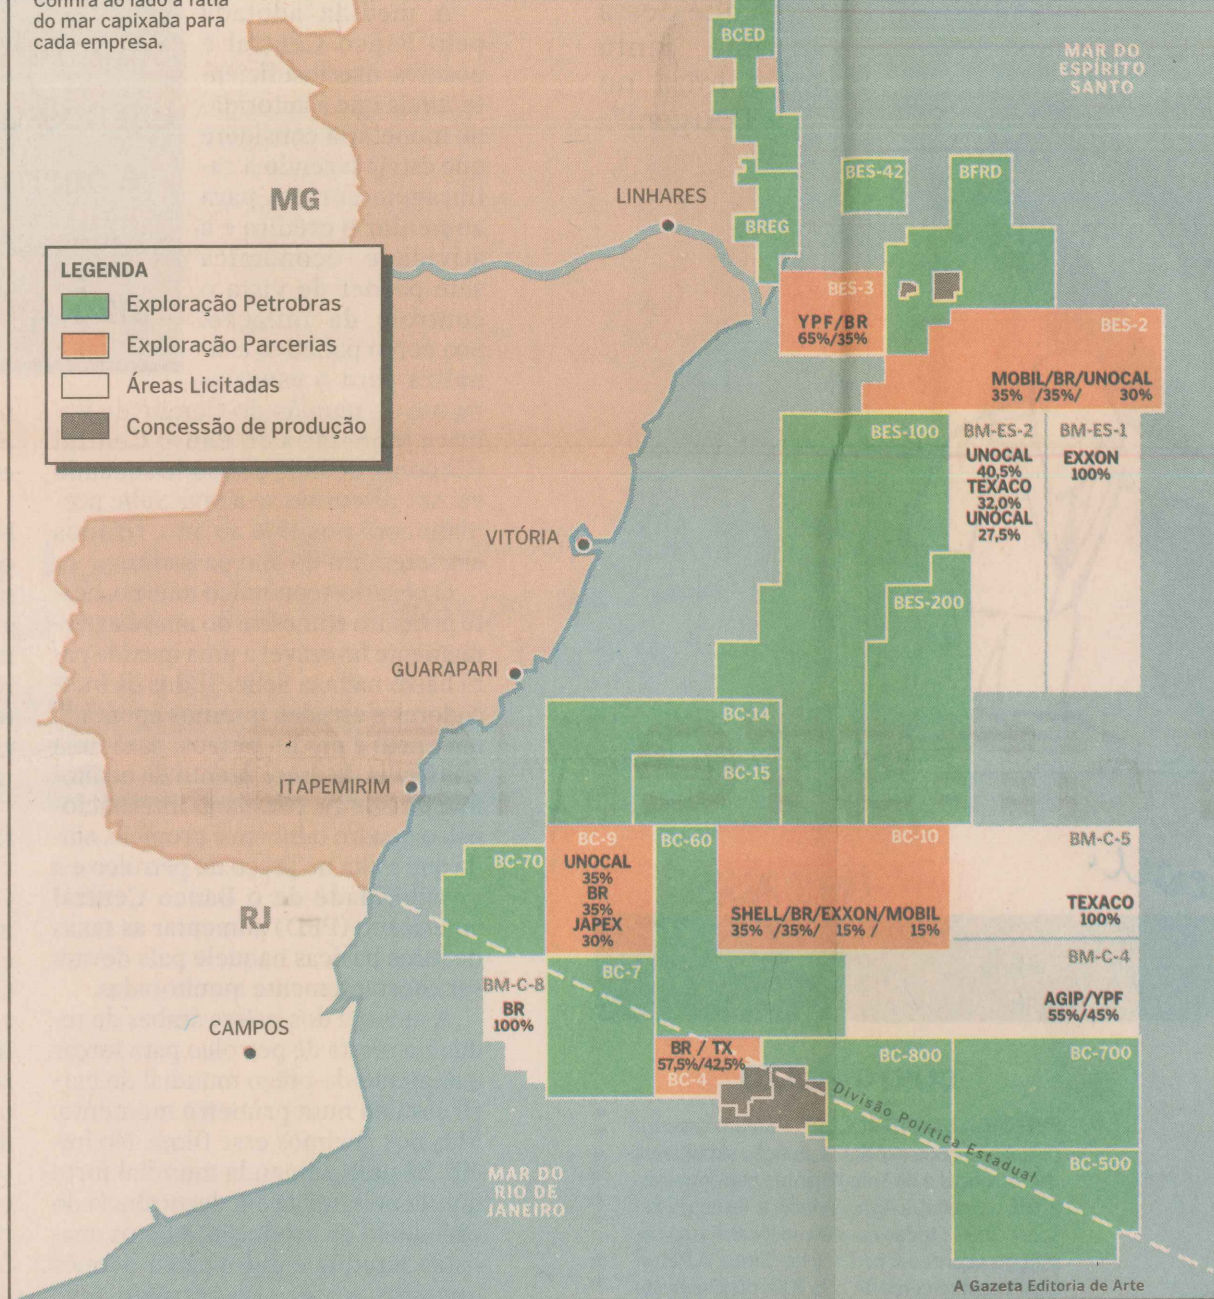 Confira ao lado a fatia
do mar capixaba para
cada empresa.
BCED
MAR DO
ESPÍRITO
SANTO
MG
LINHARES
BES-42
BFRD
BREG
LEGENDA
Exploração Petrobras
Exploração Parcerias
Áreas Licitadas
Concessão de produção
BES-3
YPF/BR
65%/35%
BES-2
MOBIL/BR/UNOCAL
35% /35%/ 30%
BES-100
BM-ES-2
UNOCAL
40,5%
TEXACO
32,0%
UNOCAL
27,5%
BM-ES-1
EXXON
100%
VITÓRIA
BES-200
GUARAPARI
BC-14
BC-15
ITAPEMIRIM
BC-70
BC-9
UNOCAL
35%
BR
35%
JAPEX
30%
BC-60
BC-10
SHELL/BR/EXXON/MOBIL
35% /35%/ 15% / 15%
BM-C-5
TEXACO
100%
RJ
BM-C-4
AGIP/YPF
55%/45%
BM-C-8
BR
100%
BC-7
CAMPOS
BR / TX
57,5%/42,5%
BC-4
BC-800
BC-700
Divisão Política Estadual
BC-500
MAR DO
RIO DE
JANEIRO
A Gazeta Editoria de Arte